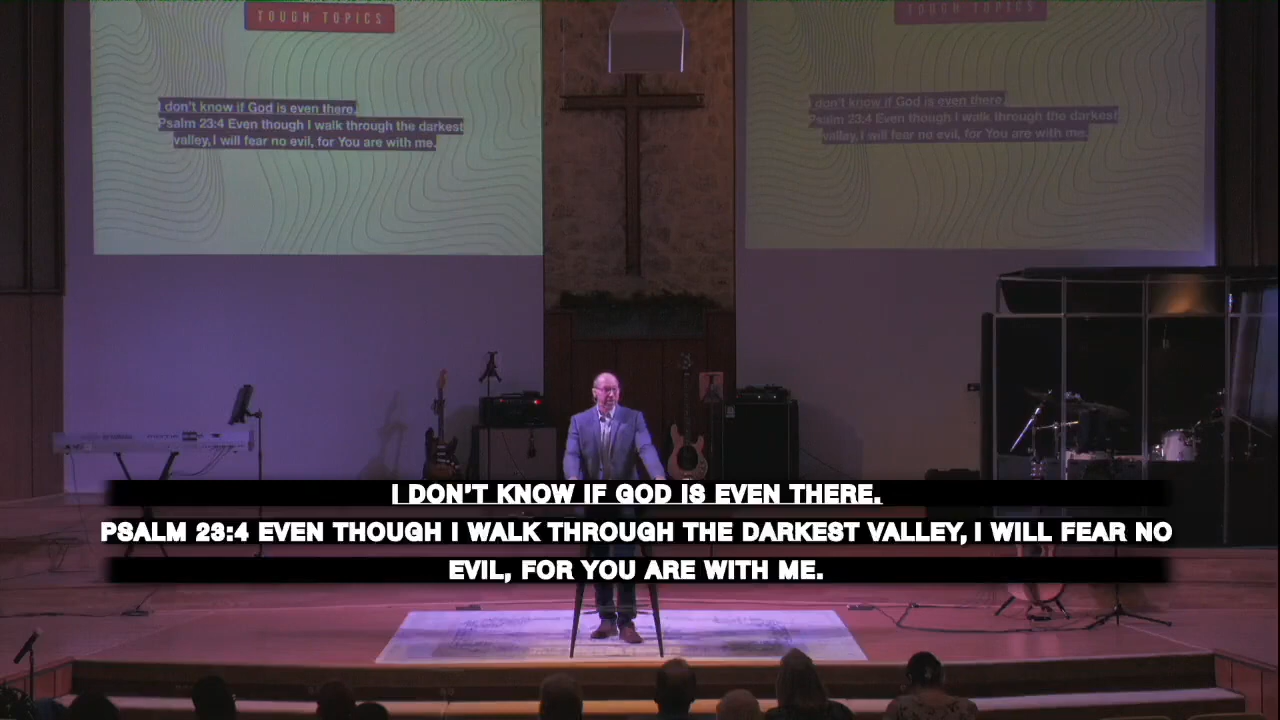 TOUGH TOPICS
I don't know if God is even there.
Psalm 23:4 Even though I walk through the darkest
valley, I will fear no evil, for You are with me.
TOUGH TOPICS
I don't know if God is even there.
Psalm 23:4 Even though I walk through the darkest
valley, I will fear no evil, for You are with me.
I DON'T KNOW IF GOD IS EVEN THERE.
PSALM 23:4 EVEN THOUGH I WALK THROUGH THE DARKEST VALLEY, I WILL FEAR NO
EVIL, FOR YOU ARE WITH ME.